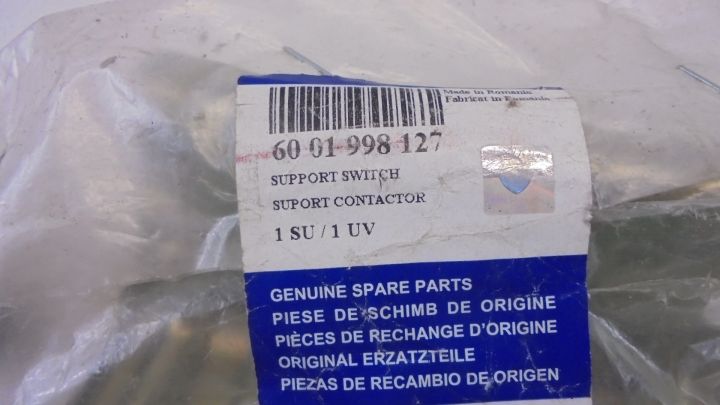 Made in Romania
Fabricat in Romania
60 01 998 127
SUPPORT SWITCH
SUPORT CONTACTOR
1 SU / 1 UV
GENUINE SPARE PARTS
PIESE DE SCHIMB DE ORIGINE
PIÈCES DE RECHANGE D'ORIGINE
ORIGINAL ERZATZTEILE
PIEZAS DE RECAMBIO DE ORIGEN